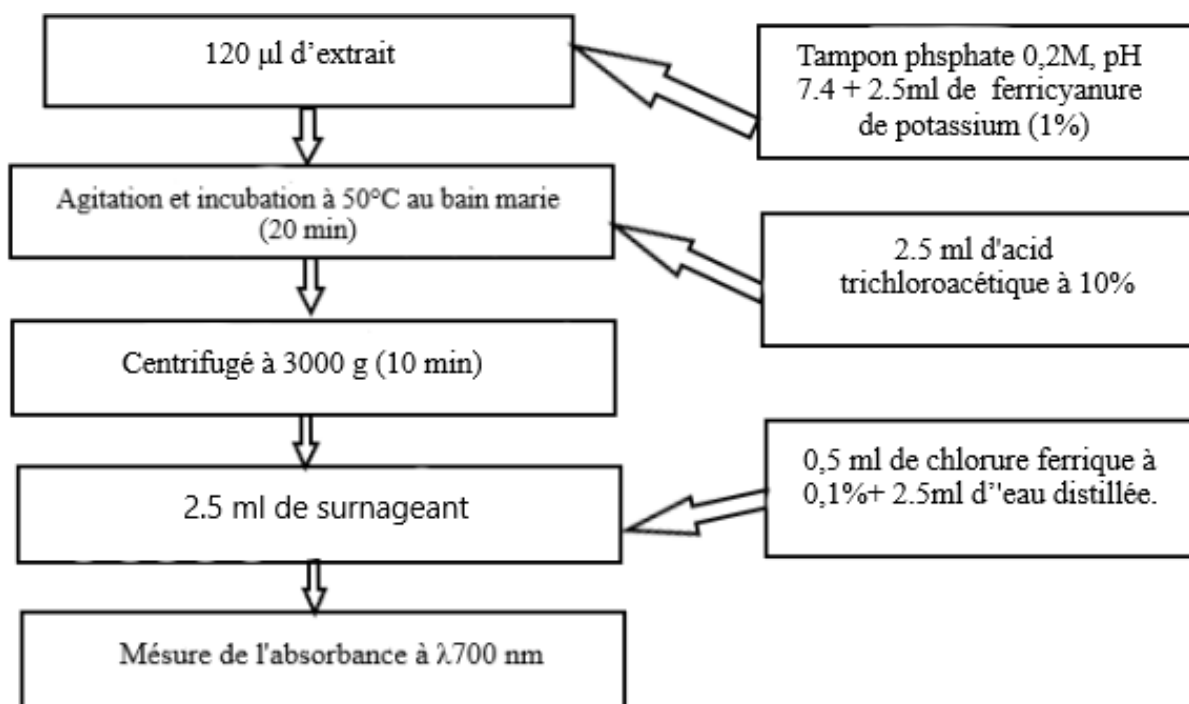 120 µl d’extrait
Tampon phsphate 0,2M, pH
7.4 + 2.5ml de ferricyanure
de potassium (1%)
Agitation et incubation à 50°C au bain marie
(20 min)
2.5 ml d'acid
trichloroacétique à 10%
Centrifugé à 3000 g (10 min)
2.5 ml de surnageant
0,5 ml de chlorure ferrique à
0,1%+ 2.5ml d’'eau distillée.
Mésure de l'absorbance à λ700 nm